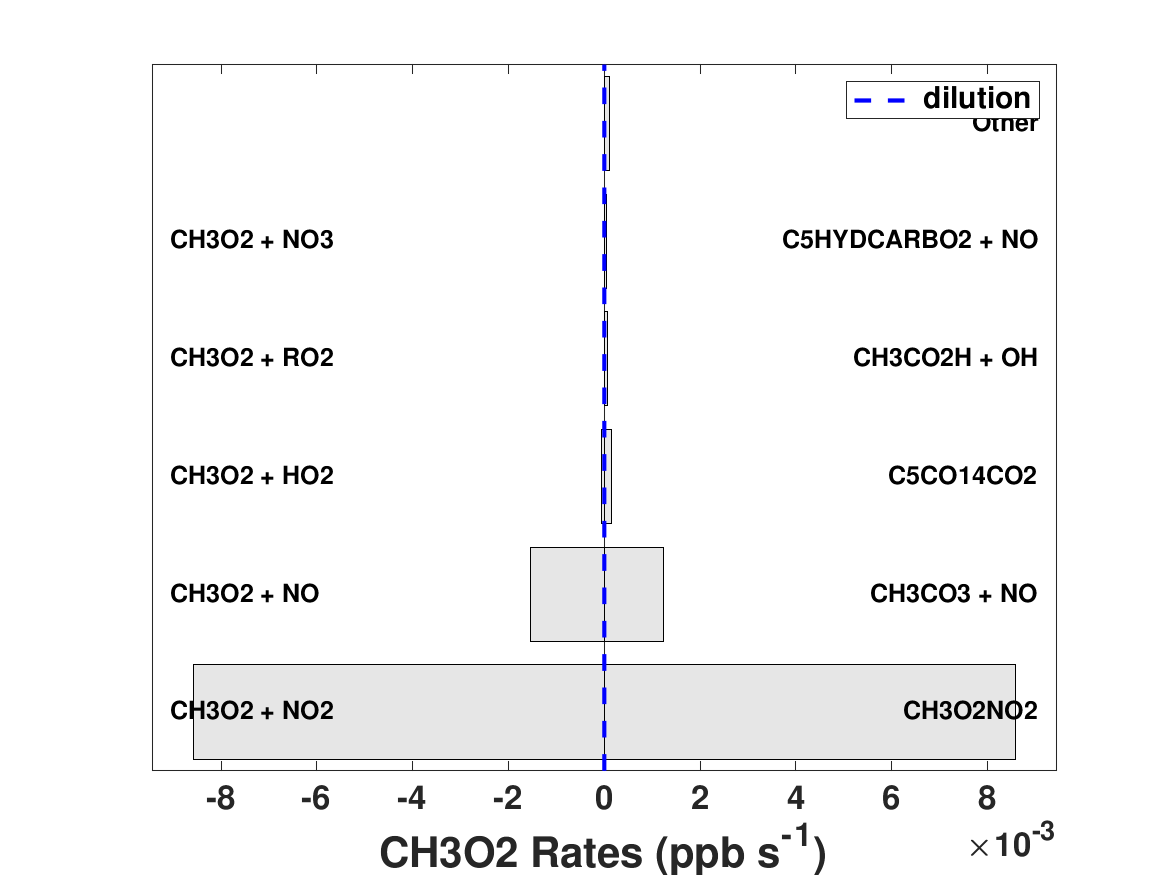 dilution
Other
CH3O2 + NO3
C5HYDCARBO2 + NO
CH3O2 + RO2
CH3CO2H + OH
CH3O2 + HO2
C5CO14CO2
CH3O2 + NO
CH3CO3 + NO
CH3O2 + NO2
CH3O2NO2
-8 -6 -4 -2 0 2 4 6 8
×10⁻³
CH3O2 Rates (ppb s⁻¹)